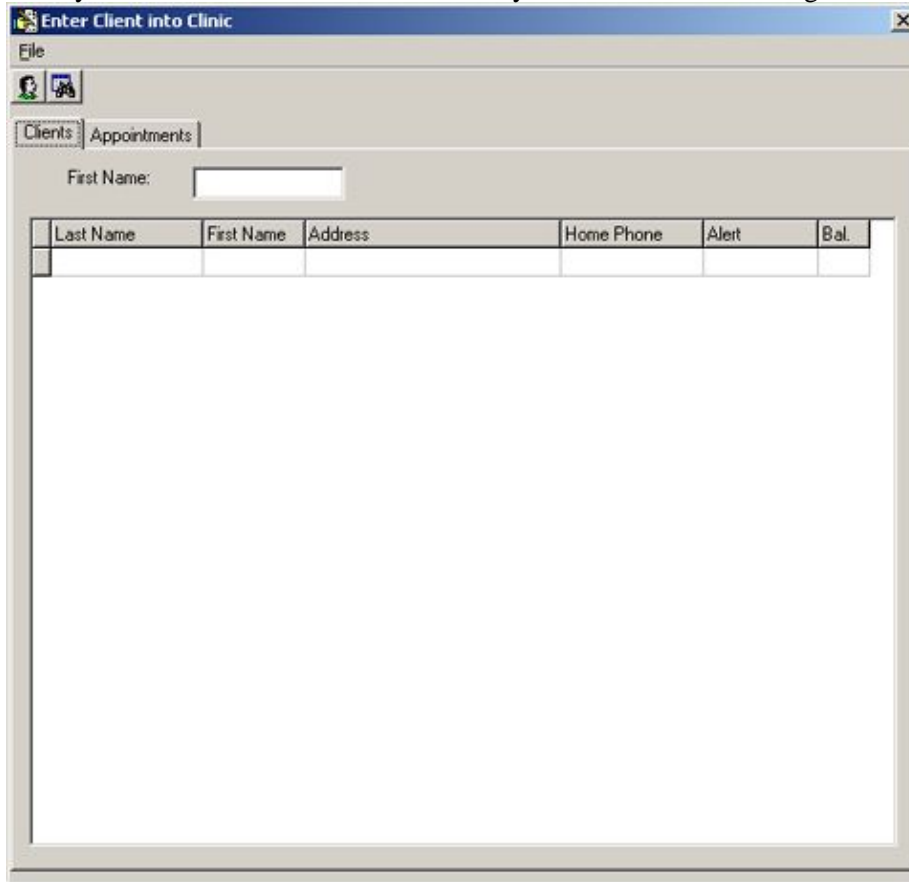 Enter Client into Clinic
File
Clients Appointments
First Name:
Last Name First Name Address Home Phone Alert Bal.